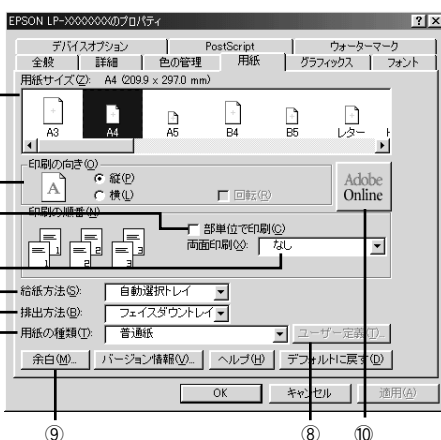 EPSON LP-XXXXXXXのプロパティ
デバイスオプション PostScript ウォーターマーク
全般 詳細 色の管理 用紙 グラフィックス フォント
用紙サイズ(Z): A4 (209.9 x 297.0 mm)
A3 A4 A5 B4 B5 レター
印刷の向き(O)
A
縦(P)
横(L)
回転(R)
Adobe
Online
印刷の順番(N)
1 1 2 2 3 3
部単位で印刷(C)
両面印刷(X): なし
給紙方法(S): 自動選択トレイ
排出方法(B): フェイスダウントレイ
用紙の種類(T): 普通紙 ユーザー定義(T)...
余白(M)... バージョン情報(V)... ヘルプ(H) デフォルトに戻す(D)
OK キャンセル 適用(A)
⑨ ⑧ ⑩